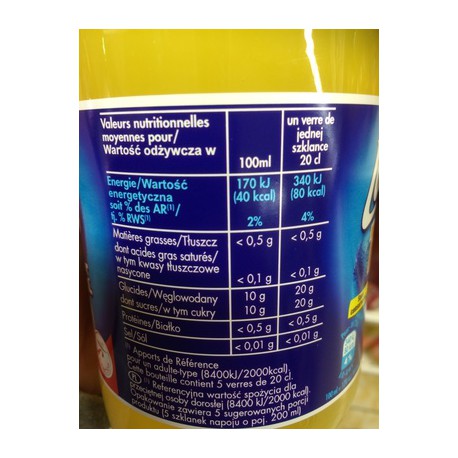 Valeurs nutritionnelles
moyennes pour/
Wartość odżywcza w
100ml
un verre de
jednej
szklance
20 cl
Energie/Wartość
energetyczna
soit % des AR(1)/
tj. % RWS(1)
170 kJ
(40 kcal)
2%
340 kJ
(80 kcal)
4%
Matières grasses/Tłuszcz
< 0,5 g
< 0,5 g
dont acides gras saturés/
w tym kwasy tłuszczowe
nasycone
< 0,1 g
< 0,1 g
Glucides/Węglowodany
10 g
20 g
dont sucres/w tym cukry
10 g
20 g
Protéines/Białko
< 0,5 g
< 0,5 g
Sel/Sól
< 0,01 g
< 0,01 g
(1) Apports de Référence
pour un adulte-type (8400kJ/2000kcal)
Cette bouteille contient 5 verres de 20 cl.
(1) Referencyjna wartość spożycia dla
przeciętnej osoby dorosłej (8400 kJ/2000 kcal)
Opakowanie zawiera 5 sugerowanych porcji
produktu (5 szklanek napoju o poj. 200 ml)